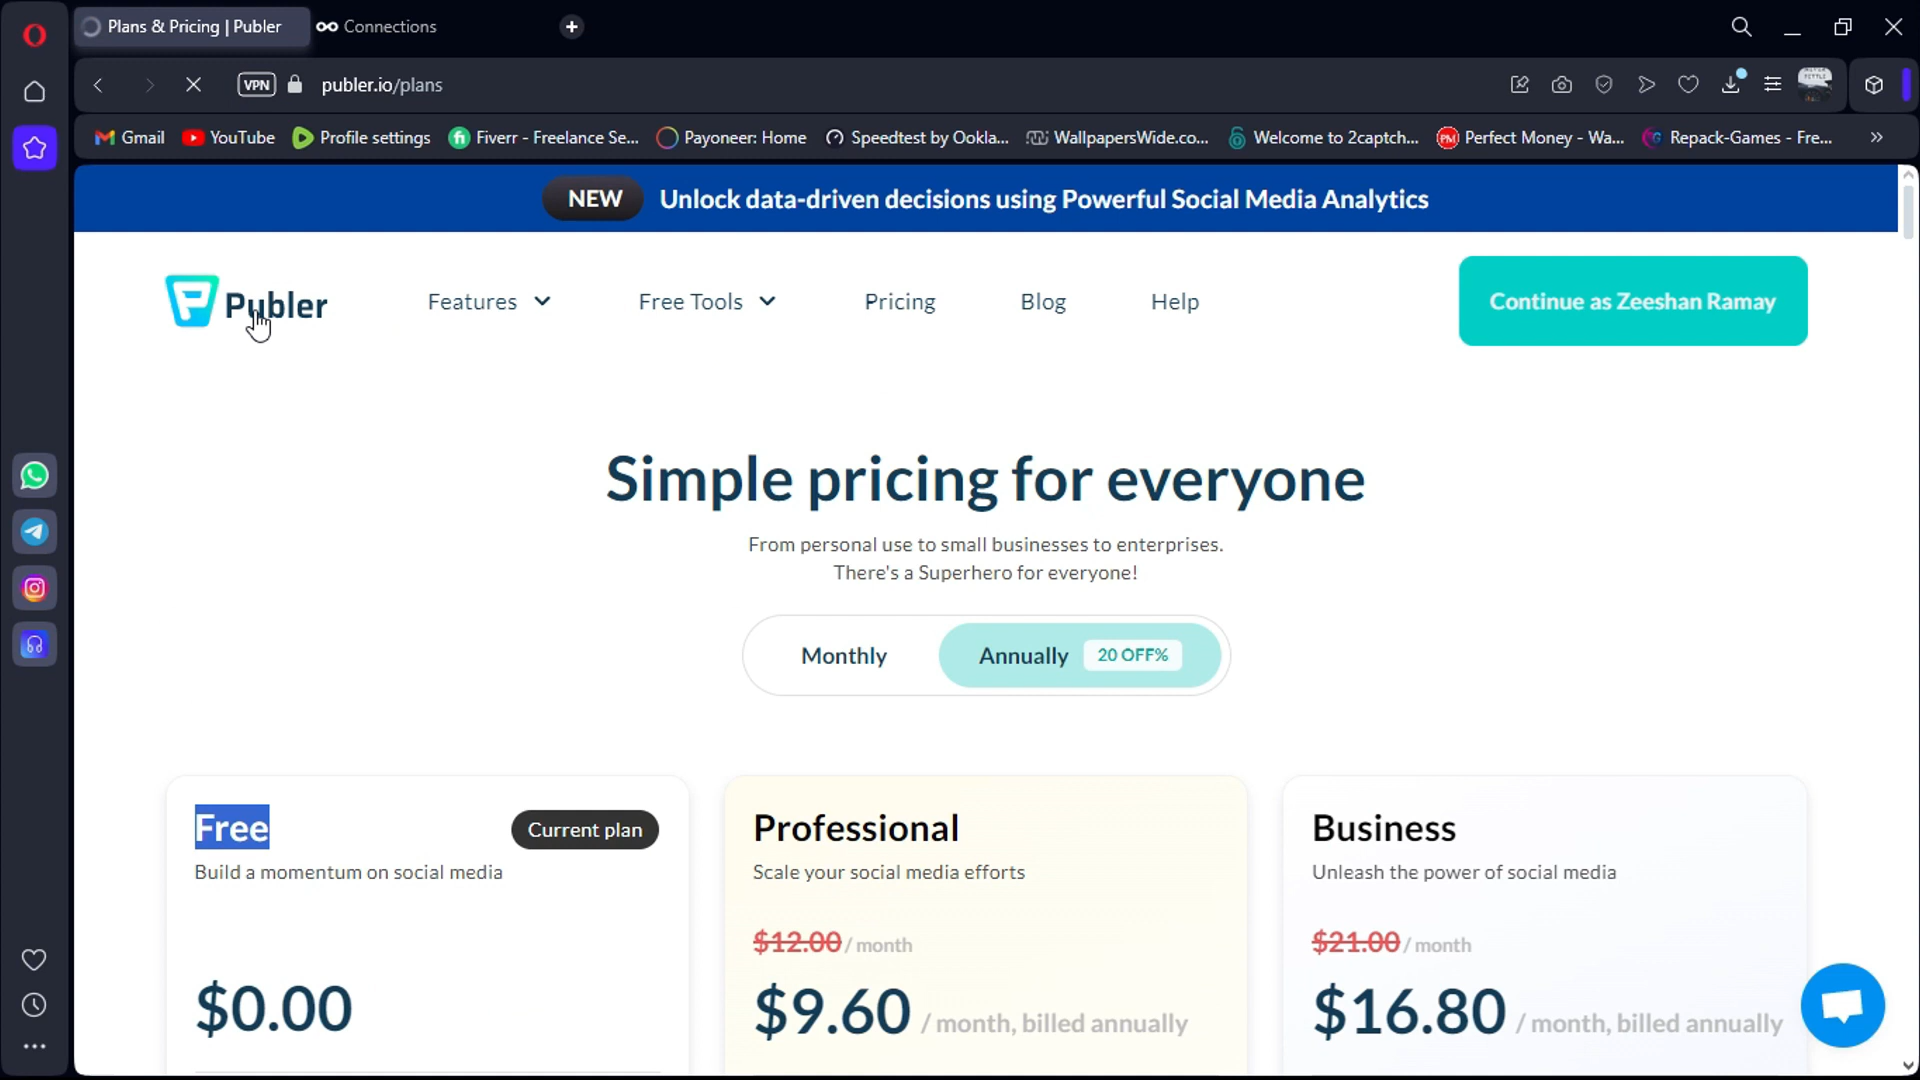 Plans & Pricing | Publer
Connections
VPN
publer.io/plans
Gmail
YouTube
Profile settings
Fiverr - Freelance Se...
Payoneer: Home
Speedtest by Ookla...
WallpapersWide.co...
Welcome to 2captch...
Perfect Money - Wa...
Repack-Games - Fre...
NEW
Unlock data-driven decisions using Powerful Social Media Analytics
Publer
Features
Free Tools
Pricing
Blog
Help
Continue as Zeeshan Ramay
Simple pricing for everyone
From personal use to small businesses to enterprises.
There's a Superhero for everyone!
Monthly
Annually
20 OFF%
Free
Current plan
Build a momentum on social media
$0.00
Professional
Scale your social media efforts
$12.00 / month
$9.60 / month, billed annually
Business
Unleash the power of social media
$21.00 / month
$16.80 / month, billed annually